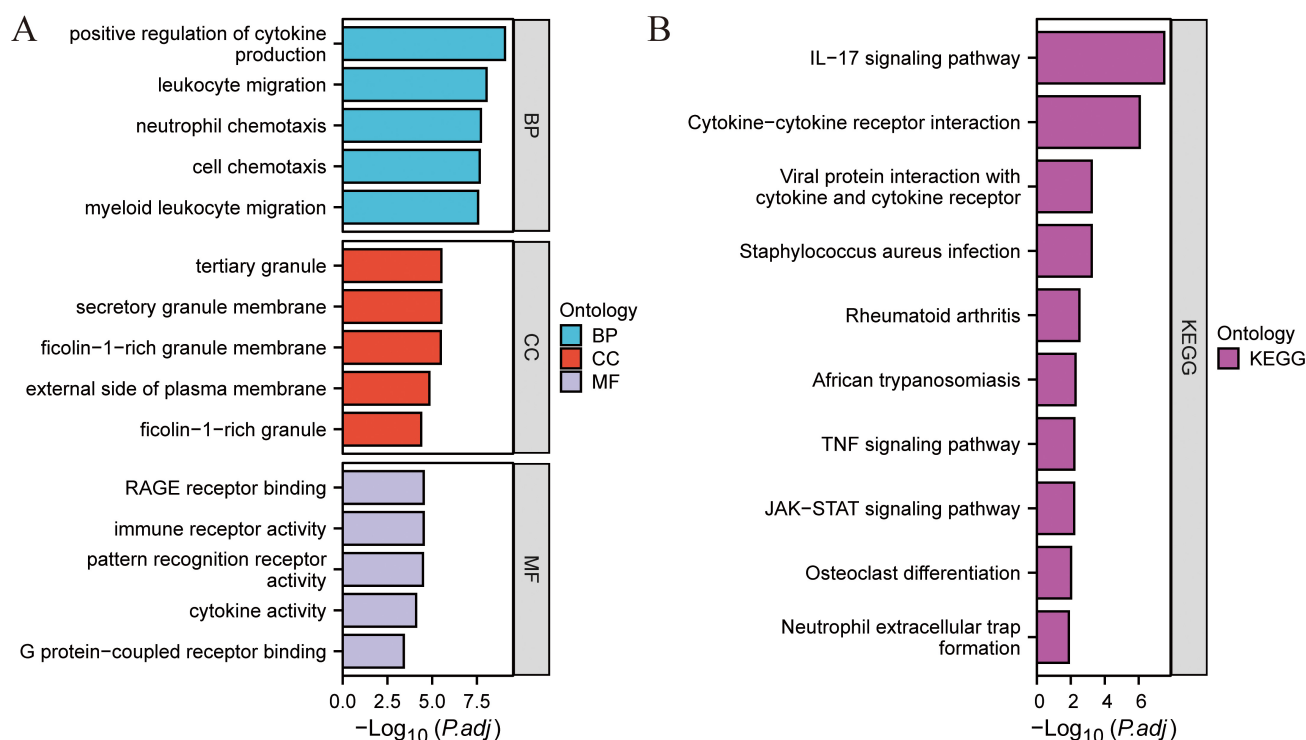 A
positive regulation of cytokine
production
leukocyte migration
neutrophil chemotaxis
cell chemotaxis
myeloid leukocyte migration
BP
tertiary granule
secretory granule membrane
ficolin−1−rich granule membrane
external side of plasma membrane
ficolin−1−rich granule
CC
RAGE receptor binding
immune receptor activity
pattern recognition receptor
activity
cytokine activity
G protein−coupled receptor binding
MF
0.0 2.5 5.0 7.5
−Log10 (P.adj)
Ontology
BP
CC
MF
B
IL−17 signaling pathway
Cytokine−cytokine receptor interaction
Viral protein interaction with
cytokine and cytokine receptor
Staphylococcus aureus infection
Rheumatoid arthritis
African trypanosomiasis
TNF signaling pathway
JAK−STAT signaling pathway
Osteoclast differentiation
Neutrophil extracellular trap
formation
KEGG
0 2 4 6
−Log10 (P.adj)
Ontology
KEGG